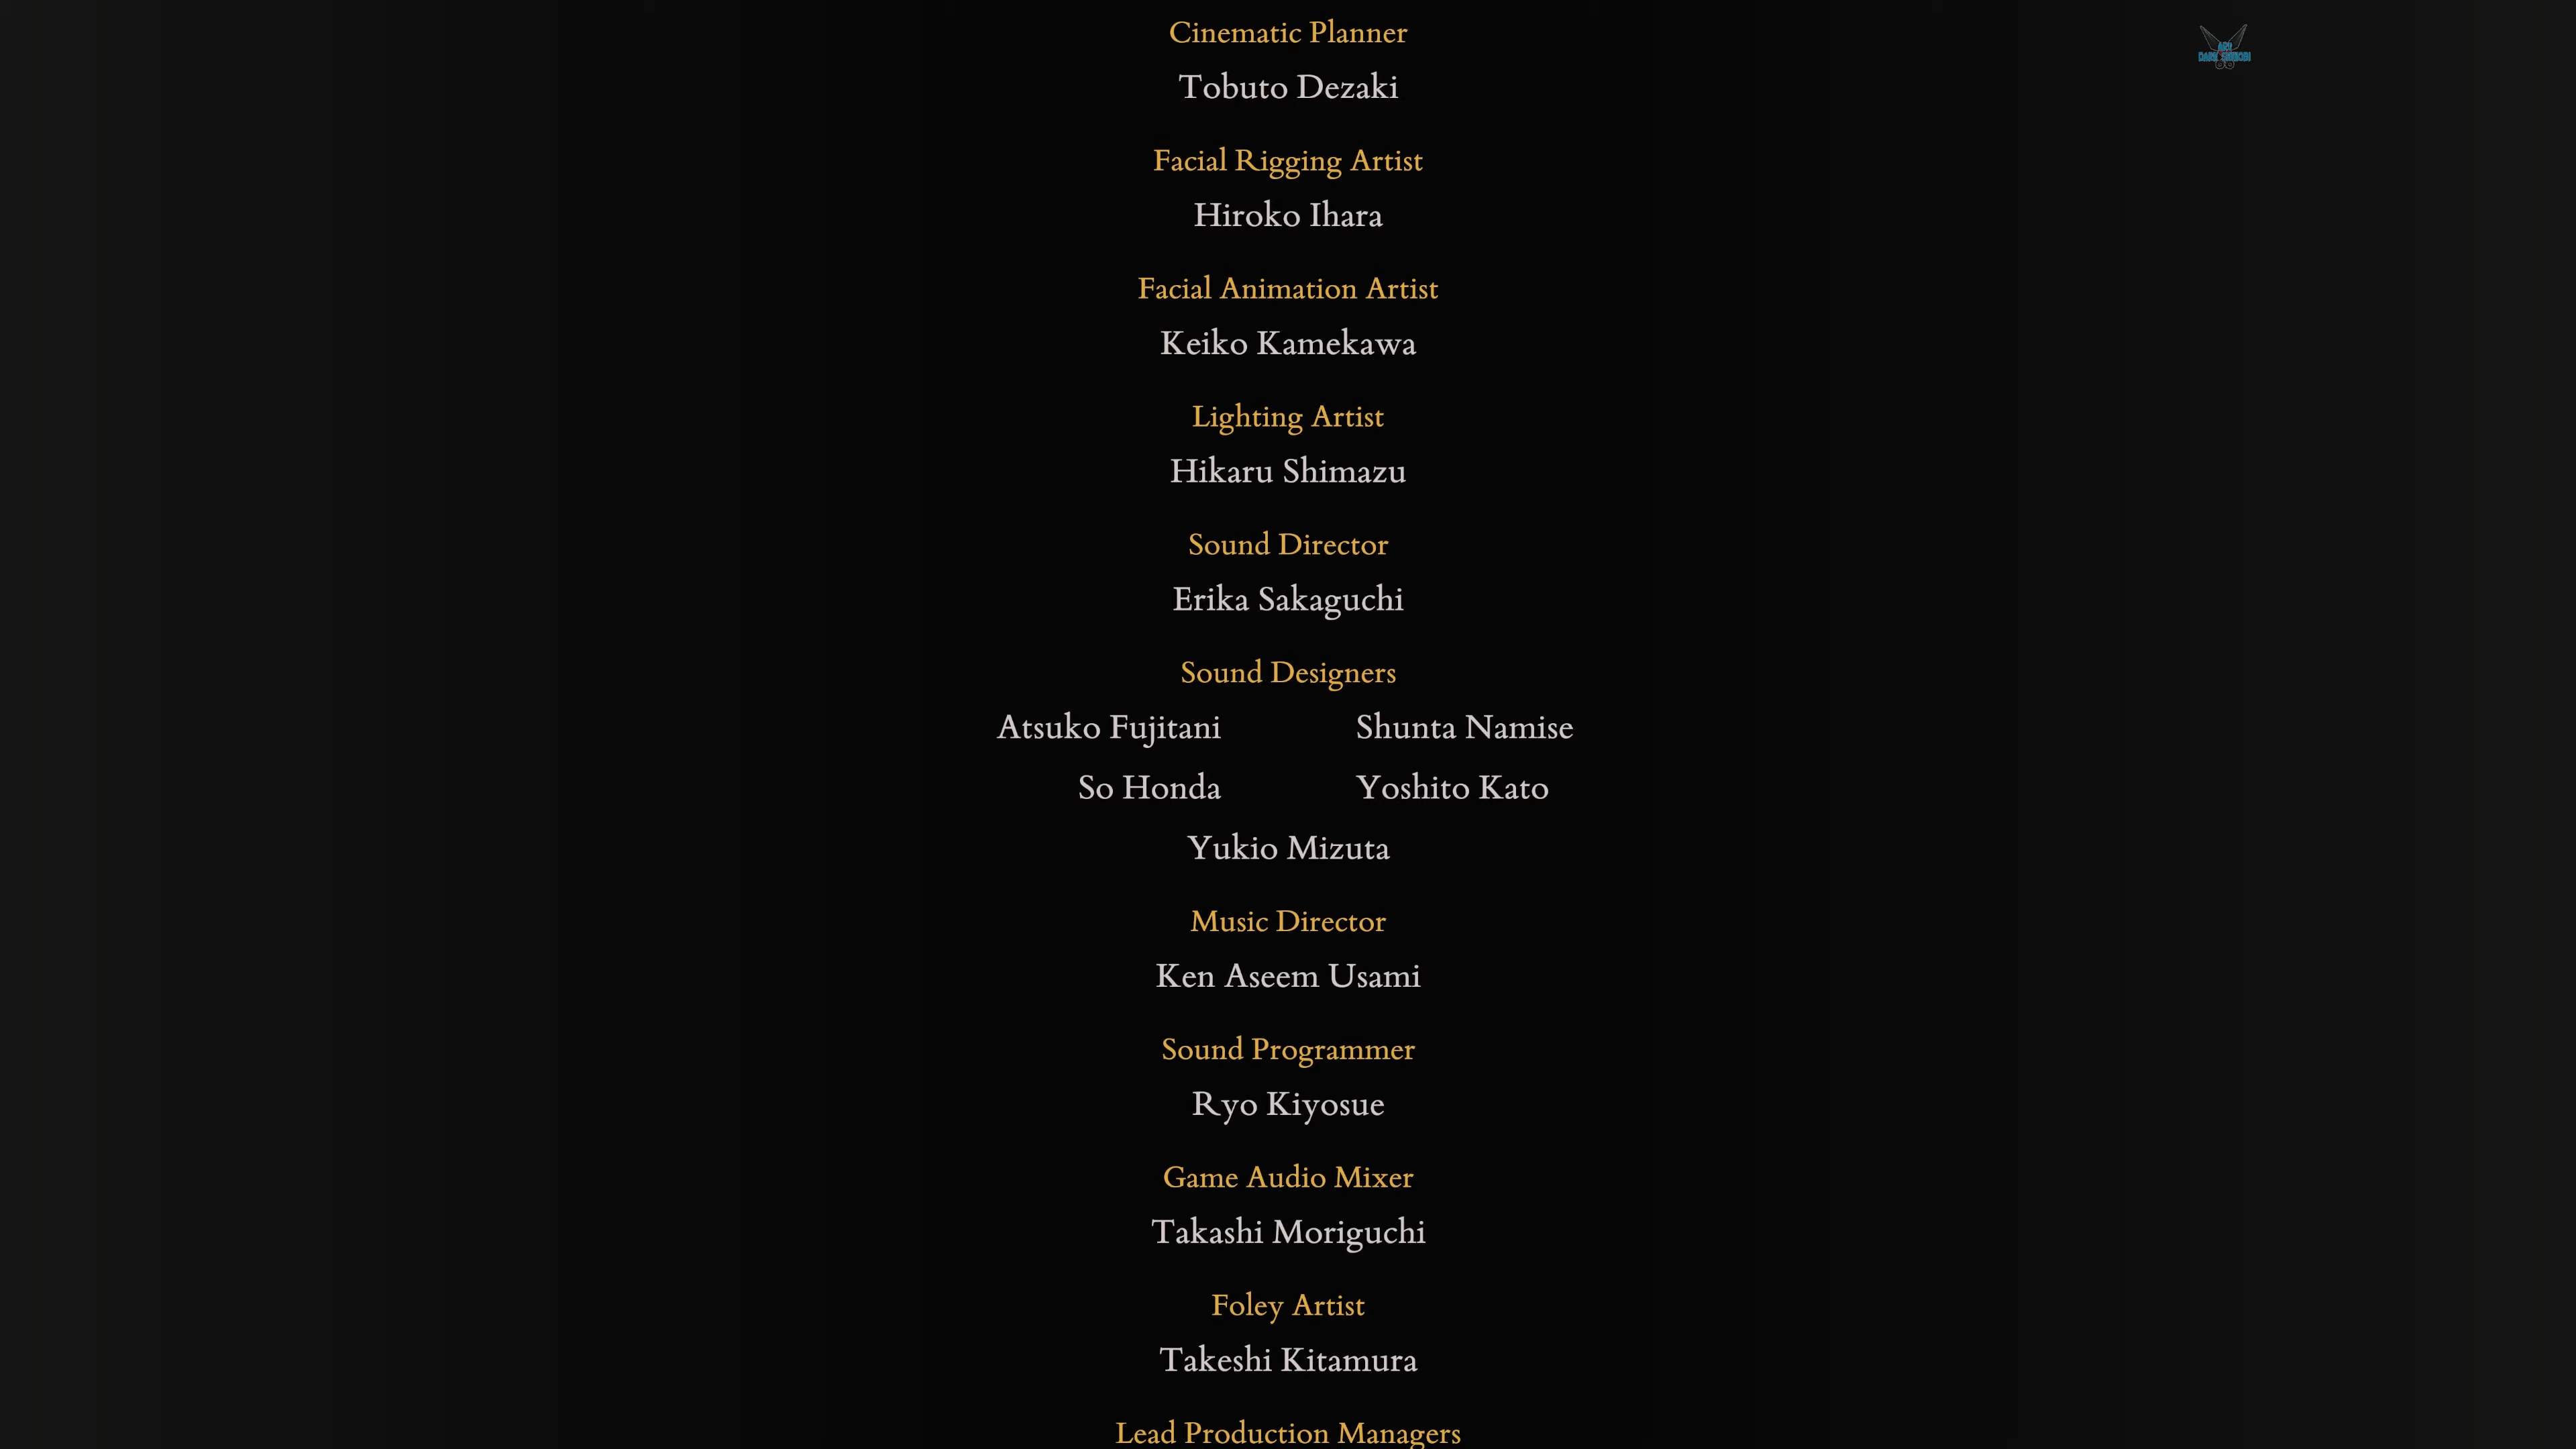 Cinematic Planner
Tobuto Dezaki
Facial Rigging Artist
Hiroko Ihara
Facial Animation Artist
Keiko Kamekawa
Lighting Artist
Hikaru Shimazu
Sound Director
Erika Sakaguchi
Sound Designers
Atsuko Fujitani Shunta Namise
So Honda Yoshito Kato
Yukio Mizuta
Music Director
Ken Aseem Usami
Sound Programmer
Ryo Kiyosue
Game Audio Mixer
Takashi Moriguchi
Foley Artist
Takeshi Kitamura
Lead Production Managers